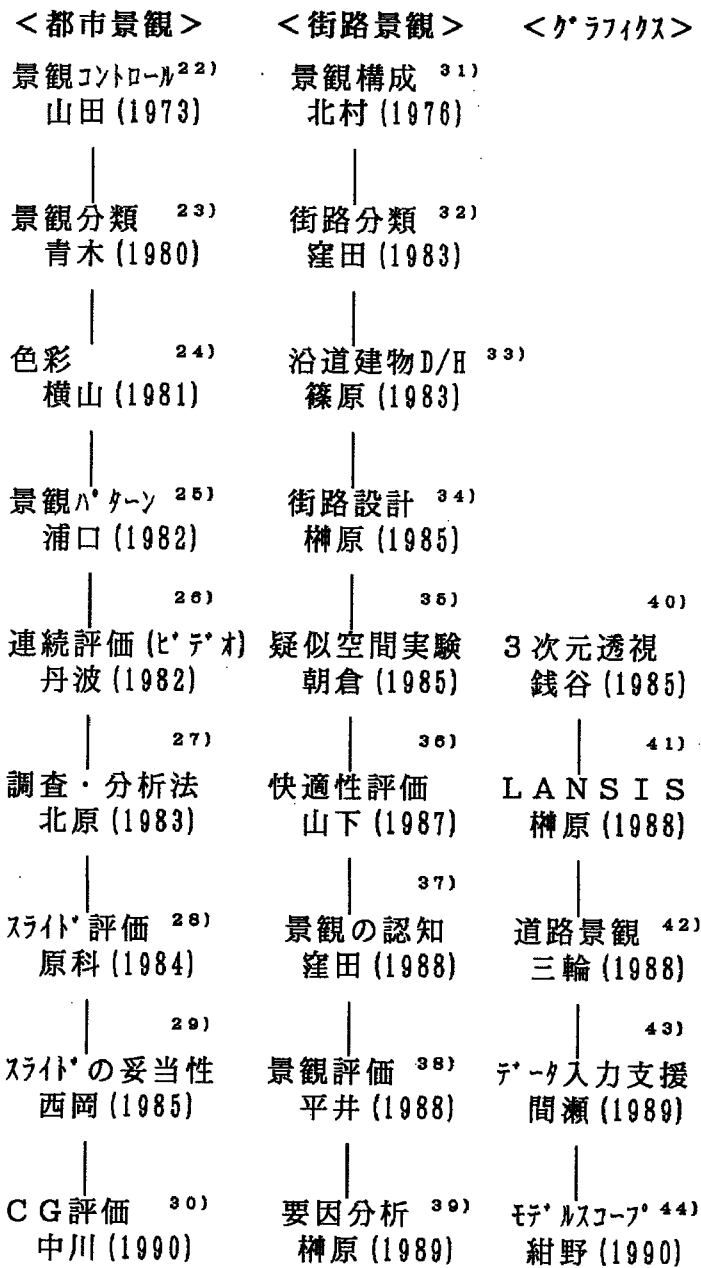 ＜都市景観＞ ＜街路景観＞ ＜ｸﾞﾗﾌｨｸｽ＞
景観ｺﾝﾄﾛｰﾙ22) 景観構成 31)
山田(1973) 北村(1976)
景観分類 23) 街路分類 32)
青木(1980) 窪田(1983)
色彩 24) 沿道建物D/H 33)
横山(1981) 篠原(1983)
景観ﾊﾟﾀｰﾝ 25) 街路設計 34)
浦口(1982) 榊原(1985)
26) 35) 40)
連続評価(ﾋﾞﾃﾞｵ) 疑似空間実験 3次元透視
丹波(1982) 朝倉(1985) 銭谷(1985)
27) 36) 41)
調査・分析法 快適性評価 ＬＡＮＳＩＳ
北原(1983) 山下(1987) 榊原(1988)
37)
ｽﾗｲﾄﾞ評価 28) 景観の認知 道路景観 42)
原科(1984) 窪田(1988) 三輪(1988)
29) 43)
ｽﾗｲﾄﾞの妥当性 景観評価 38) ﾃﾞｰﾀ入力支援
西岡(1985) 平井(1988) 間瀬(1989)
ＣＧ評価 30) 要因分析 39) ﾓﾃﾞﾙｽｺｰﾌﾟ 44)
中川(1990) 榊原(1989) 紺野(1990)